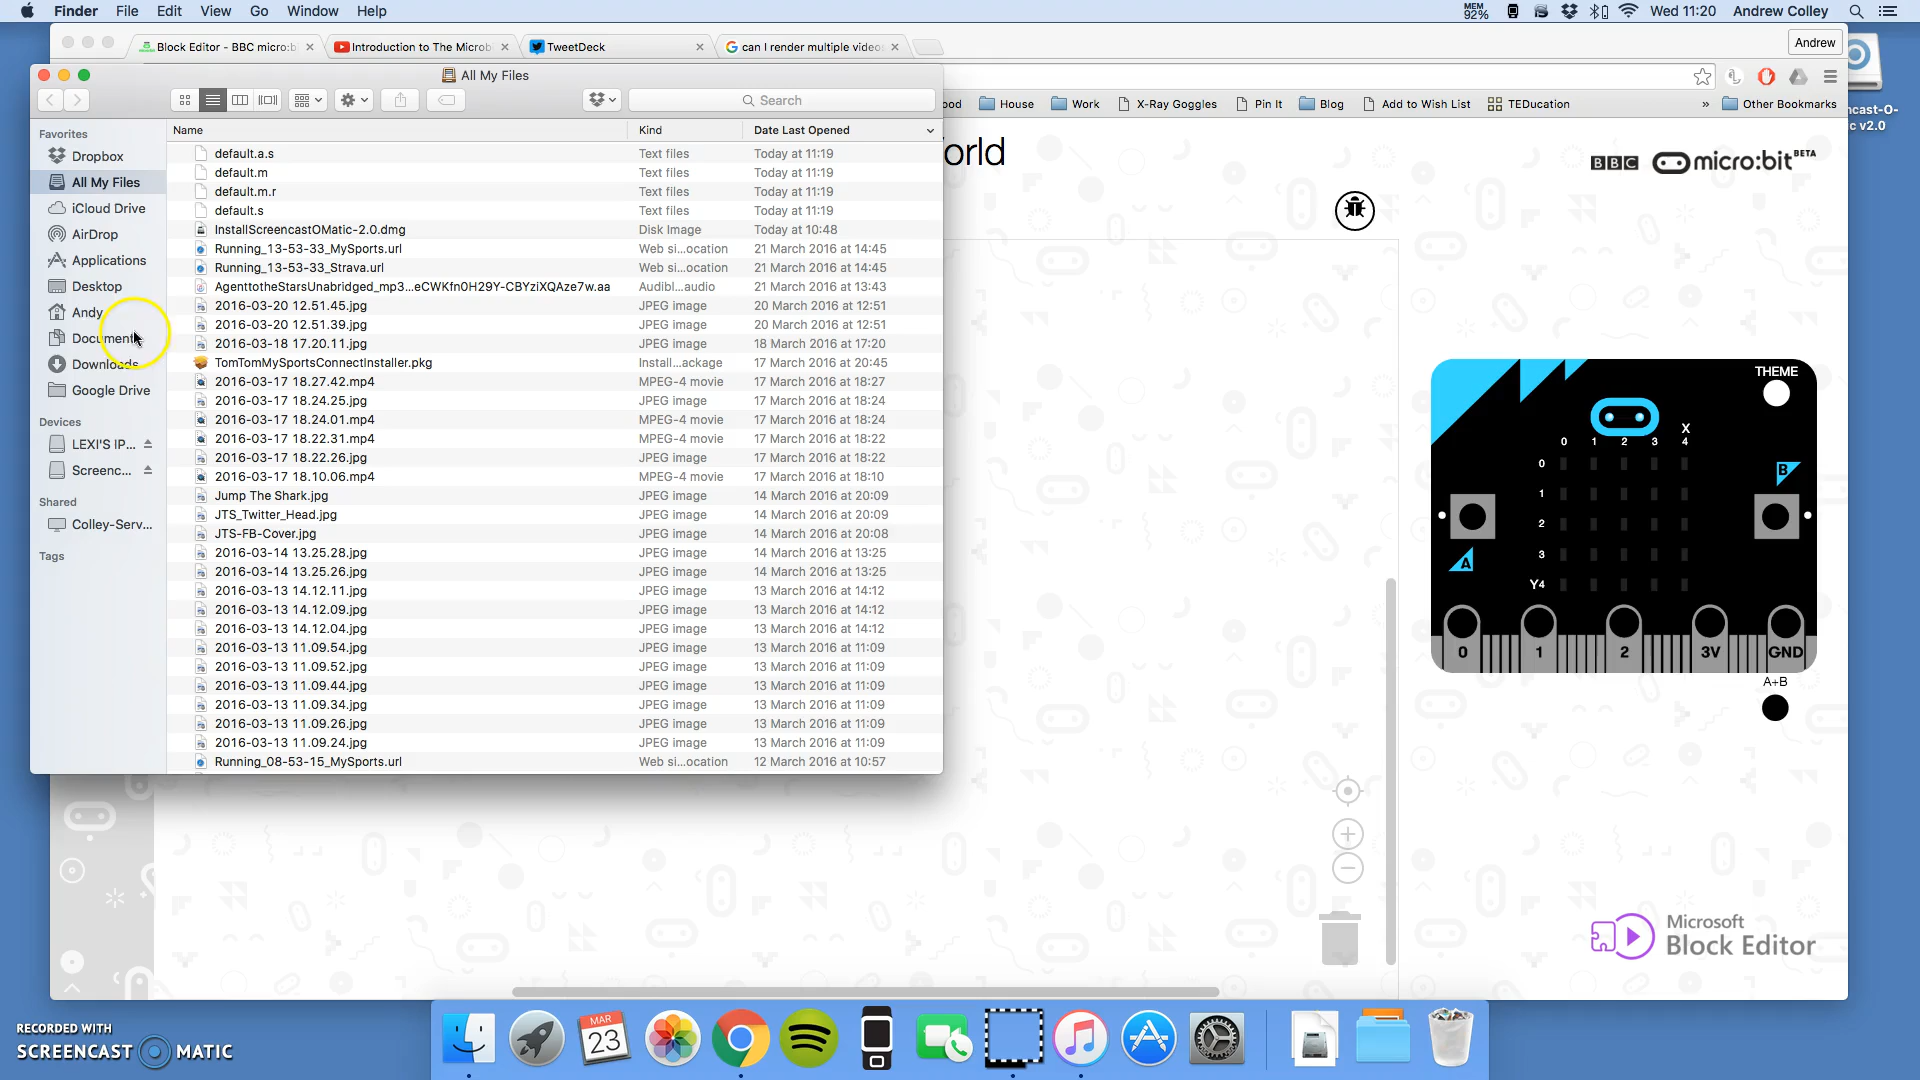 Finder File Edit View Go Window Help
MEM 92% Wed 11:20 Andrew Colley
Block Editor - BBC micro:b Introduction to The Microb TweetDeck can I render multiple video Andrew
All My Files
Search
ood House Work X-Ray Goggles Pin It Blog Add to Wish List TEDucation » Other Bookmarks
ncast-O-
c v2.0
Favorites
Dropbox
All My Files
iCloud Drive
AirDrop
Applications
Desktop
Andy
Document
Downloads
Google Drive
Devices
LEXI'S IP...
Screenc...
Shared
Colley-Serv...
Tags
Name Kind Date Last Opened
default.a.s Text files Today at 11:19
default.m Text files Today at 11:19
default.m.r Text files Today at 11:19
default.s Text files Today at 11:19
InstallScreencastOMatic-2.0.dmg Disk Image Today at 10:48
Running_13-53-33_MySports.url Web si...ocation 21 March 2016 at 14:45
Running_13-53-33_Strava.url Web si...ocation 21 March 2016 at 14:45
AgenttotheStarsUnabridged_mp3...eCWKfn0H29Y-CBYziXQAze7w.aa Audibl...audio 21 March 2016 at 13:43
2016-03-20 12.51.45.jpg JPEG image 20 March 2016 at 12:51
2016-03-20 12.51.39.jpg JPEG image 20 March 2016 at 12:51
2016-03-18 17.20.11.jpg JPEG image 18 March 2016 at 17:20
TomTomMySportsConnectInstaller.pkg Install...ackage 17 March 2016 at 20:45
2016-03-17 18.27.42.mp4 MPEG-4 movie 17 March 2016 at 18:27
2016-03-17 18.24.25.jpg JPEG image 17 March 2016 at 18:24
2016-03-17 18.24.01.mp4 MPEG-4 movie 17 March 2016 at 18:24
2016-03-17 18.22.31.mp4 MPEG-4 movie 17 March 2016 at 18:22
2016-03-17 18.22.26.jpg JPEG image 17 March 2016 at 18:22
2016-03-17 18.10.06.mp4 MPEG-4 movie 17 March 2016 at 18:10
Jump The Shark.jpg JPEG image 14 March 2016 at 20:09
JTS_Twitter_Head.jpg JPEG image 14 March 2016 at 20:09
JTS-FB-Cover.jpg JPEG image 14 March 2016 at 20:08
2016-03-14 13.25.28.jpg JPEG image 14 March 2016 at 13:25
2016-03-14 13.25.26.jpg JPEG image 14 March 2016 at 13:25
2016-03-13 14.12.11.jpg JPEG image 13 March 2016 at 14:12
2016-03-13 14.12.09.jpg JPEG image 13 March 2016 at 14:12
2016-03-13 14.12.04.jpg JPEG image 13 March 2016 at 14:12
2016-03-13 11.09.54.jpg JPEG image 13 March 2016 at 11:09
2016-03-13 11.09.52.jpg JPEG image 13 March 2016 at 11:09
2016-03-13 11.09.44.jpg JPEG image 13 March 2016 at 11:09
2016-03-13 11.09.34.jpg JPEG image 13 March 2016 at 11:09
2016-03-13 11.09.26.jpg JPEG image 13 March 2016 at 11:09
2016-03-13 11.09.24.jpg JPEG image 13 March 2016 at 11:09
Running_08-53-15_MySports.url Web si...ocation 12 March 2016 at 10:57
orld
BBC micro:bit BETA
THEME
X
0 1 2 3 4
0
1
2
3
Y4
A
B
0 1 2 3V GND
A+B
Microsoft
Block Editor
MAR
23
RECORDED WITH
SCREENCAST MATIC